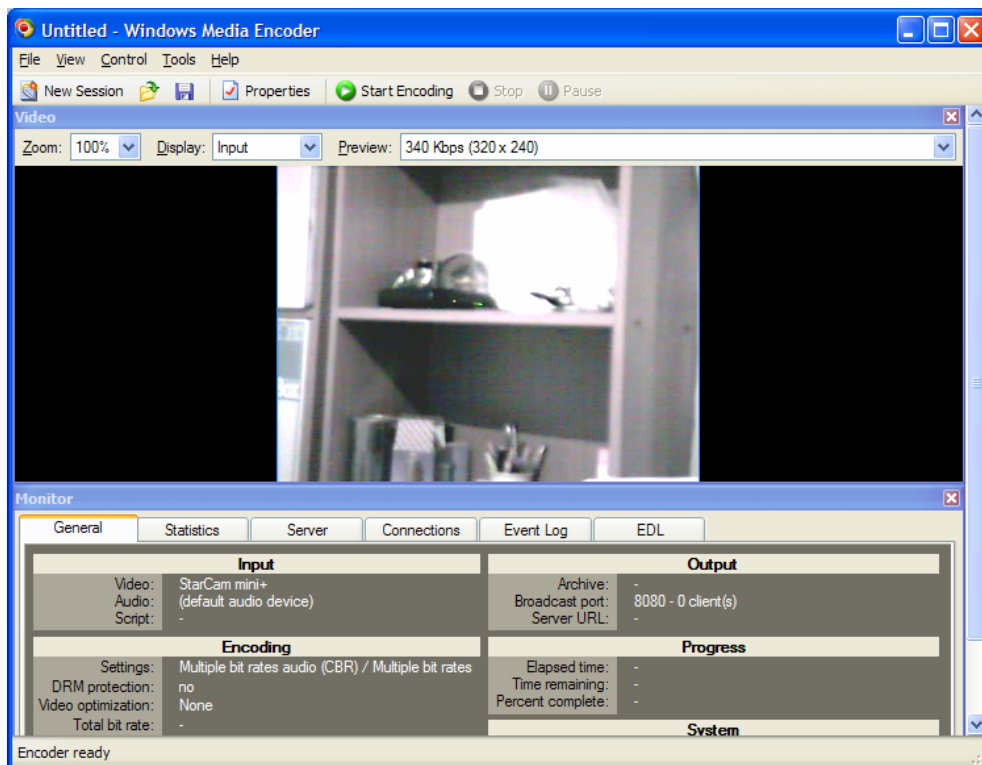 Untitled - Windows Media Encoder
File View Control Tools Help
New Session Properties Start Encoding Stop Pause
Video
Zoom: 100% Display: Input Preview: 340 Kbps (320 x 240)
Monitor
General Statistics Server Connections Event Log EDL
Input
Video: StarCam mini+
Audio: (default audio device)
Script: -
Output
Archive: -
Broadcast port: 8080 - 0 client(s)
Server URL: -
Encoding
Settings: Multiple bit rates audio (CBR) / Multiple bit rates
DRM protection: no
Video optimization: None
Total bit rate: -
Progress
Elapsed time: -
Time remaining: -
Percent complete: -
System
Encoder ready